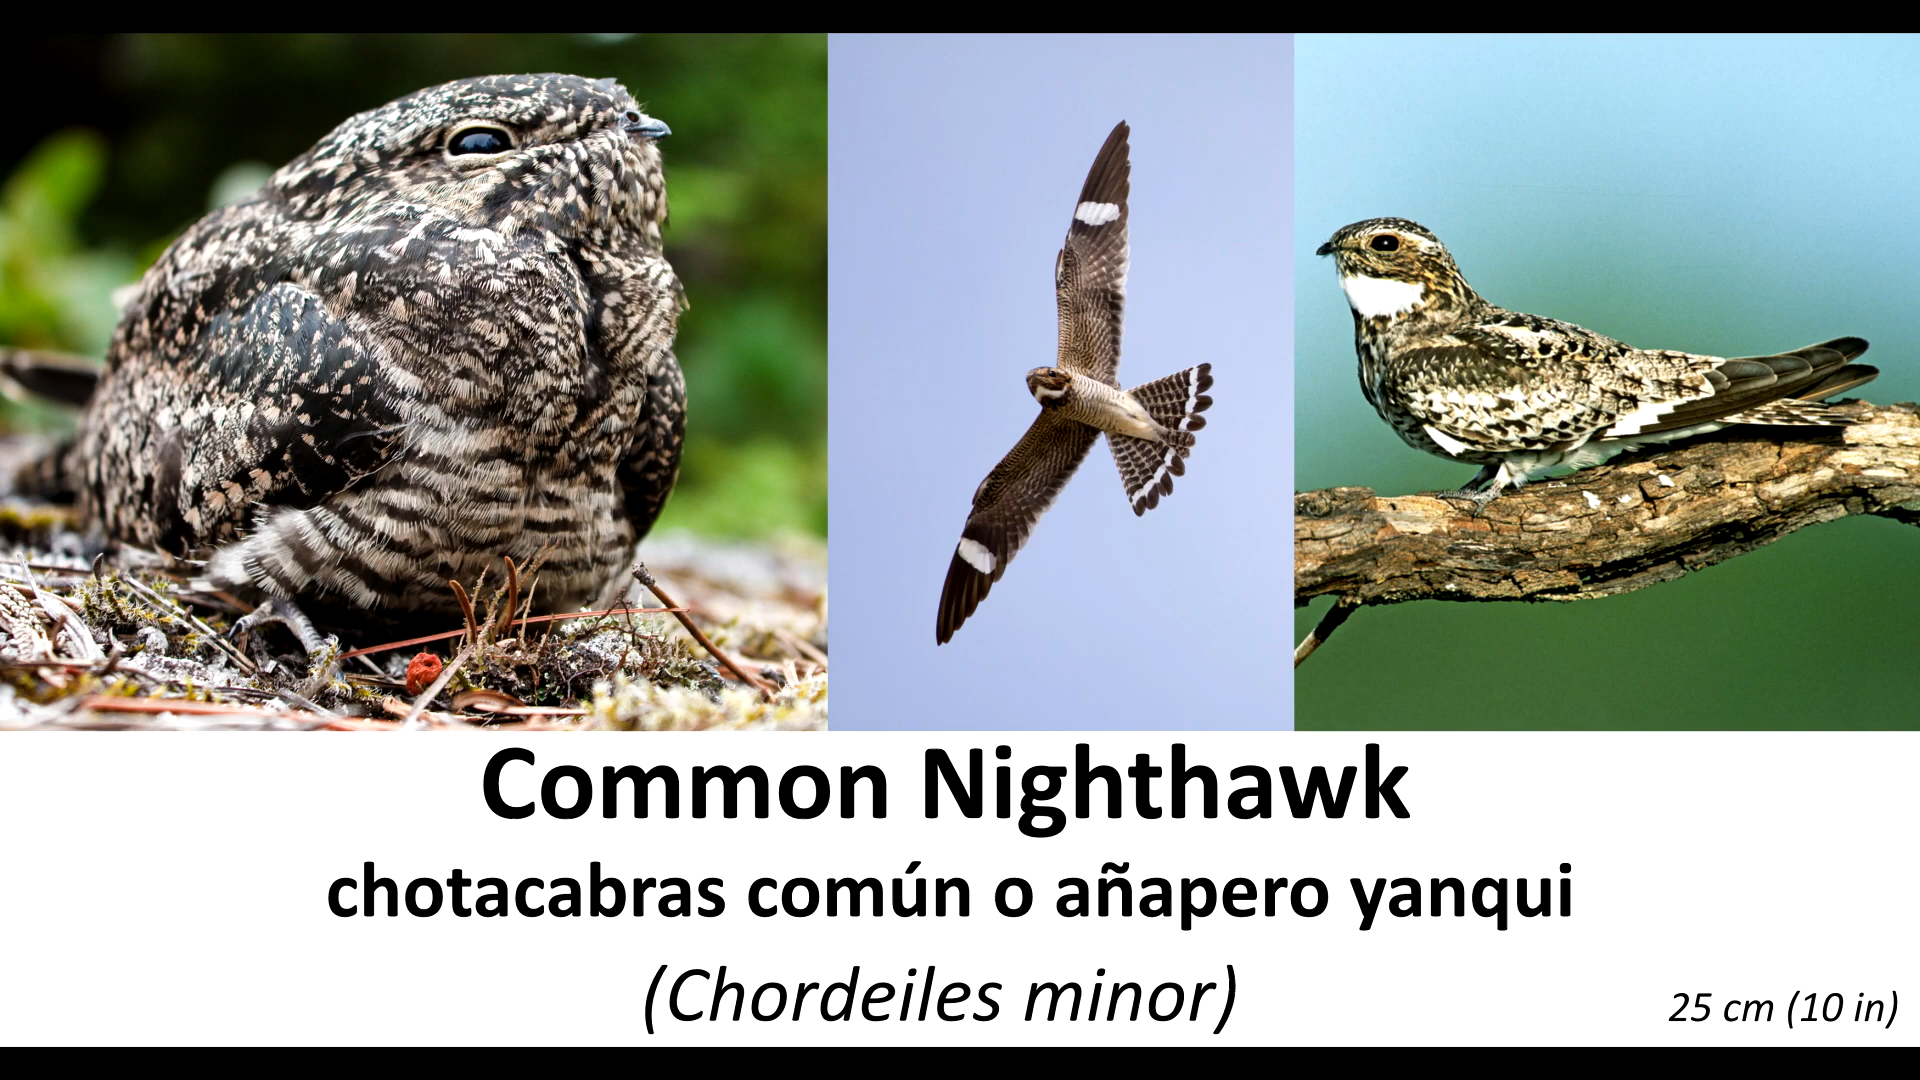 Common Nighthawk
chotacabras común o añapero yanqui
(Chordeiles minor)
25 cm (10 in)